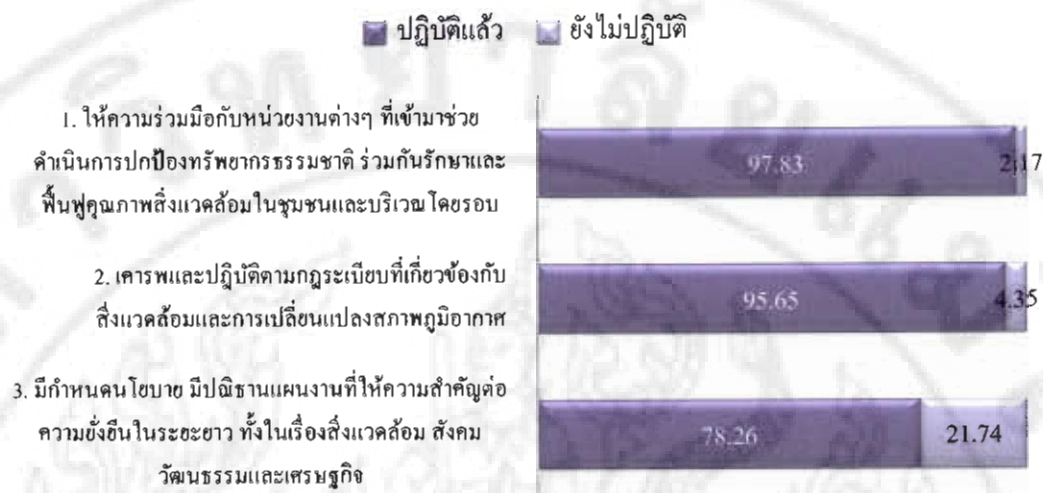 ปฏิบัติแล้ว ยังไม่ปฏิบัติ
1. ให้ความร่วมมือกับหน่วยงานต่างๆ ที่เข้ามาช่วย
ดำเนินการปกป้องทรัพยากรธรรมชาติ ร่วมกันรักษาและ
ฟื้นฟูคุณภาพสิ่งแวดล้อมในชุมชนและบริเวณโดยรอบ
97.83 2.17
2. เคารพและปฏิบัติตามกฎระเบียบที่เกี่ยวข้องกับ
สิ่งแวดล้อมและการเปลี่ยนแปลงสภาพภูมิอากาศ
95.65 4.35
3. มีกำหนดนโยบาย มีปณิธานแผนงานที่ให้ความสำคัญต่อ
ความยั่งยืนในระยะยาว ทั้งในเรื่องสิ่งแวดล้อม สังคม
วัฒนธรรมและเศรษฐกิจ
78.26 21.74